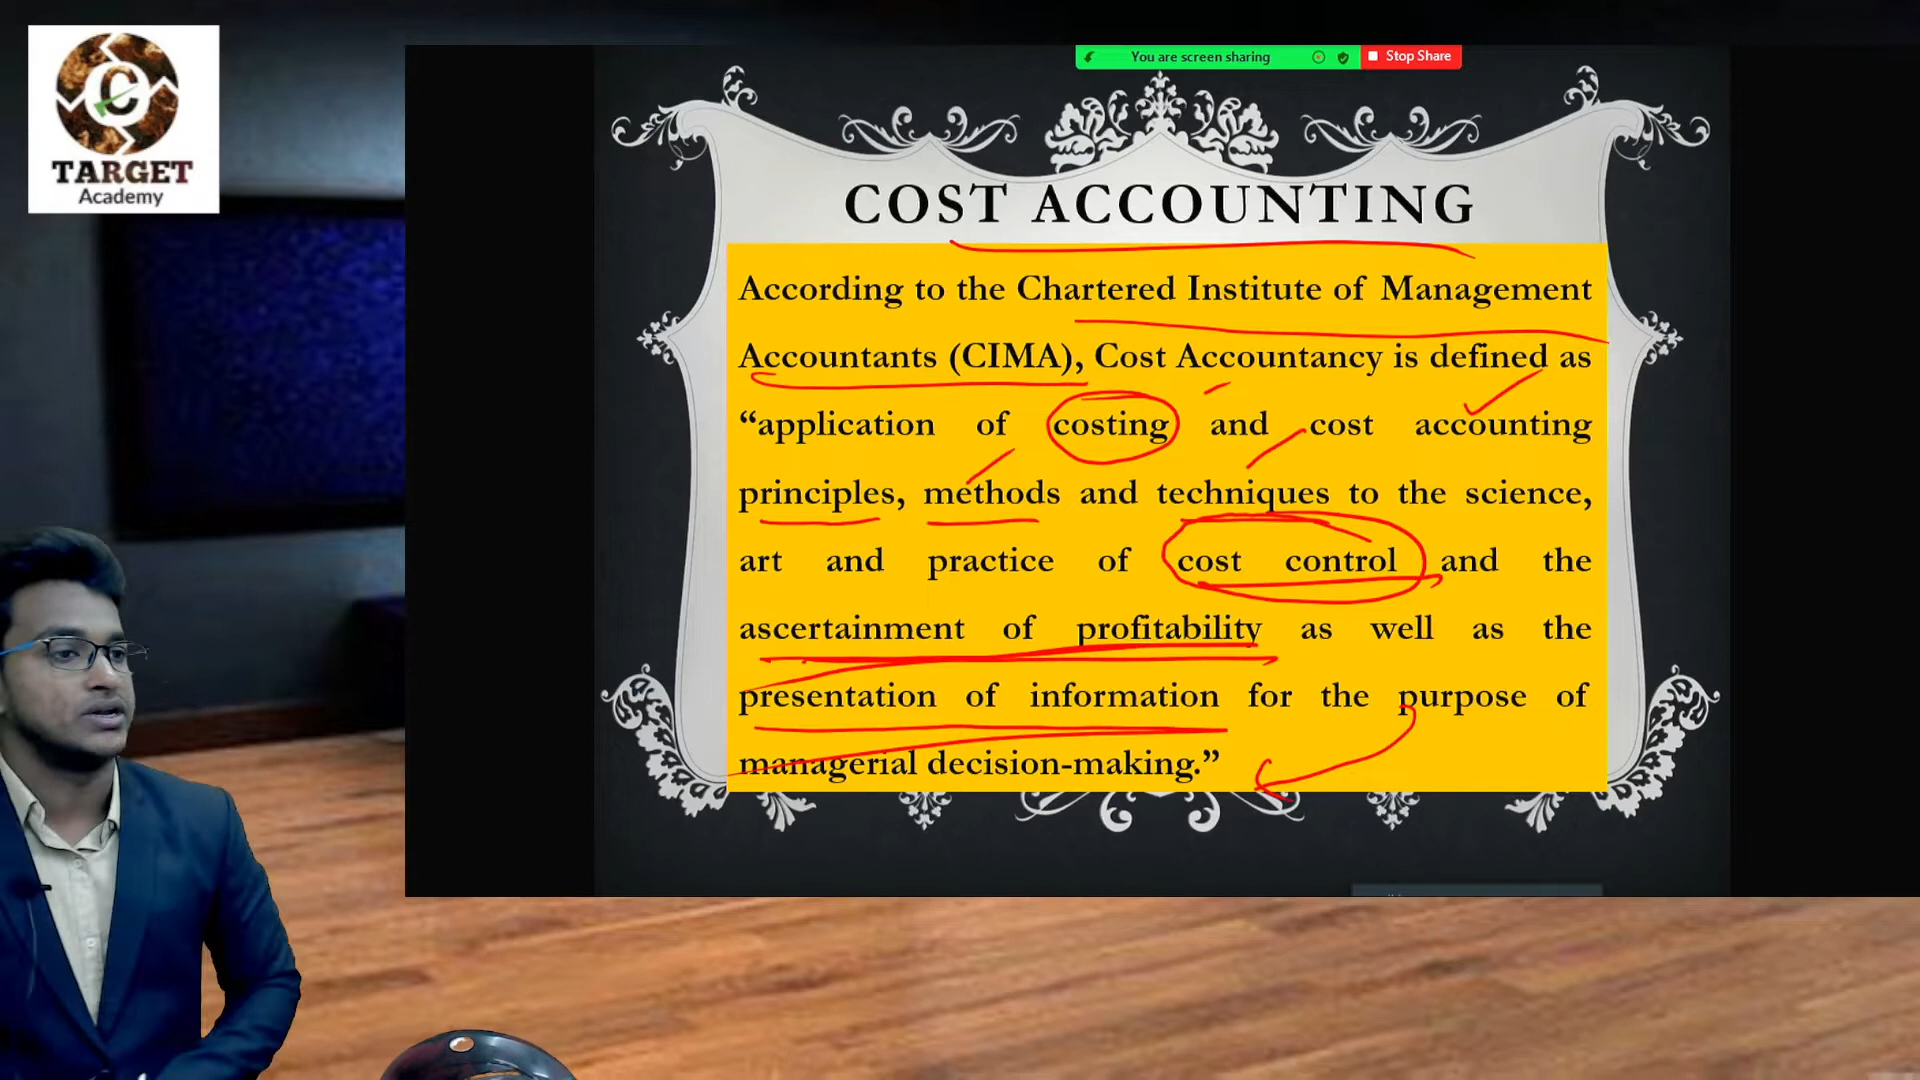 C
TARGET
Academy
You are screen sharing
Stop Share
COST ACCOUNTING
According to the Chartered Institute of Management
Accountants (CIMA), Cost Accountancy is defined as
“application of costing and cost accounting
principles, methods and techniques to the science,
art and practice of cost control and the
ascertainment of profitability as well as the
presentation of information for the purpose of
managerial decision-making.”